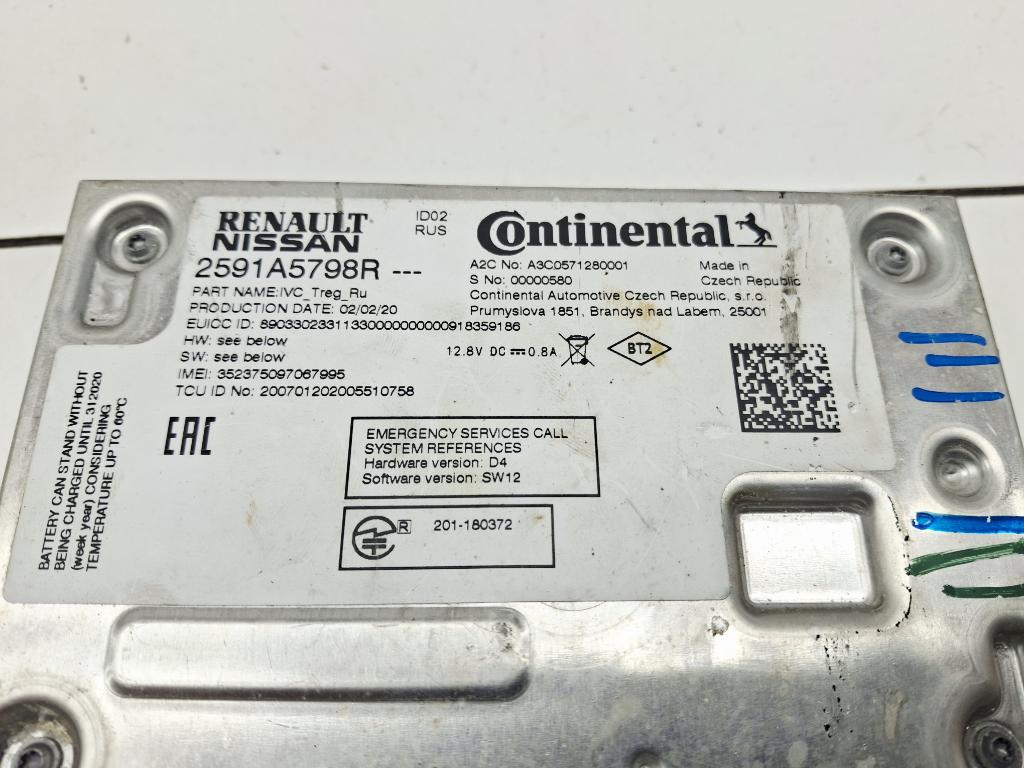 RENAULT
NISSAN
ID02
RUS
Continental
2591A5798R ---
PART NAME:IVC_Treg_Ru
PRODUCTION DATE: 02/02/20
EUICC ID: 89033023311330000000000918359186
HW: see below
SW: see below
IMEI: 352375097067995
TCU ID No: 200701202005510758
A2C No: A3C0571280001
S No: 00000580
Continental Automotive Czech Republic, s.r.o.
Prumyslova 1851, Brandys nad Labem, 25001
Made in
Czech Republic
12.8V DC 0.8A
BT2
EAC
EMERGENCY SERVICES CALL
SYSTEM REFERENCES
Hardware version: D4
Software version: SW12
R 201-180372
BATTERY CAN STAND WITHOUT
BEING CHARGED UNTIL 312020
(week year) CONSIDERING
TEMPERATURE UP TO 60°C